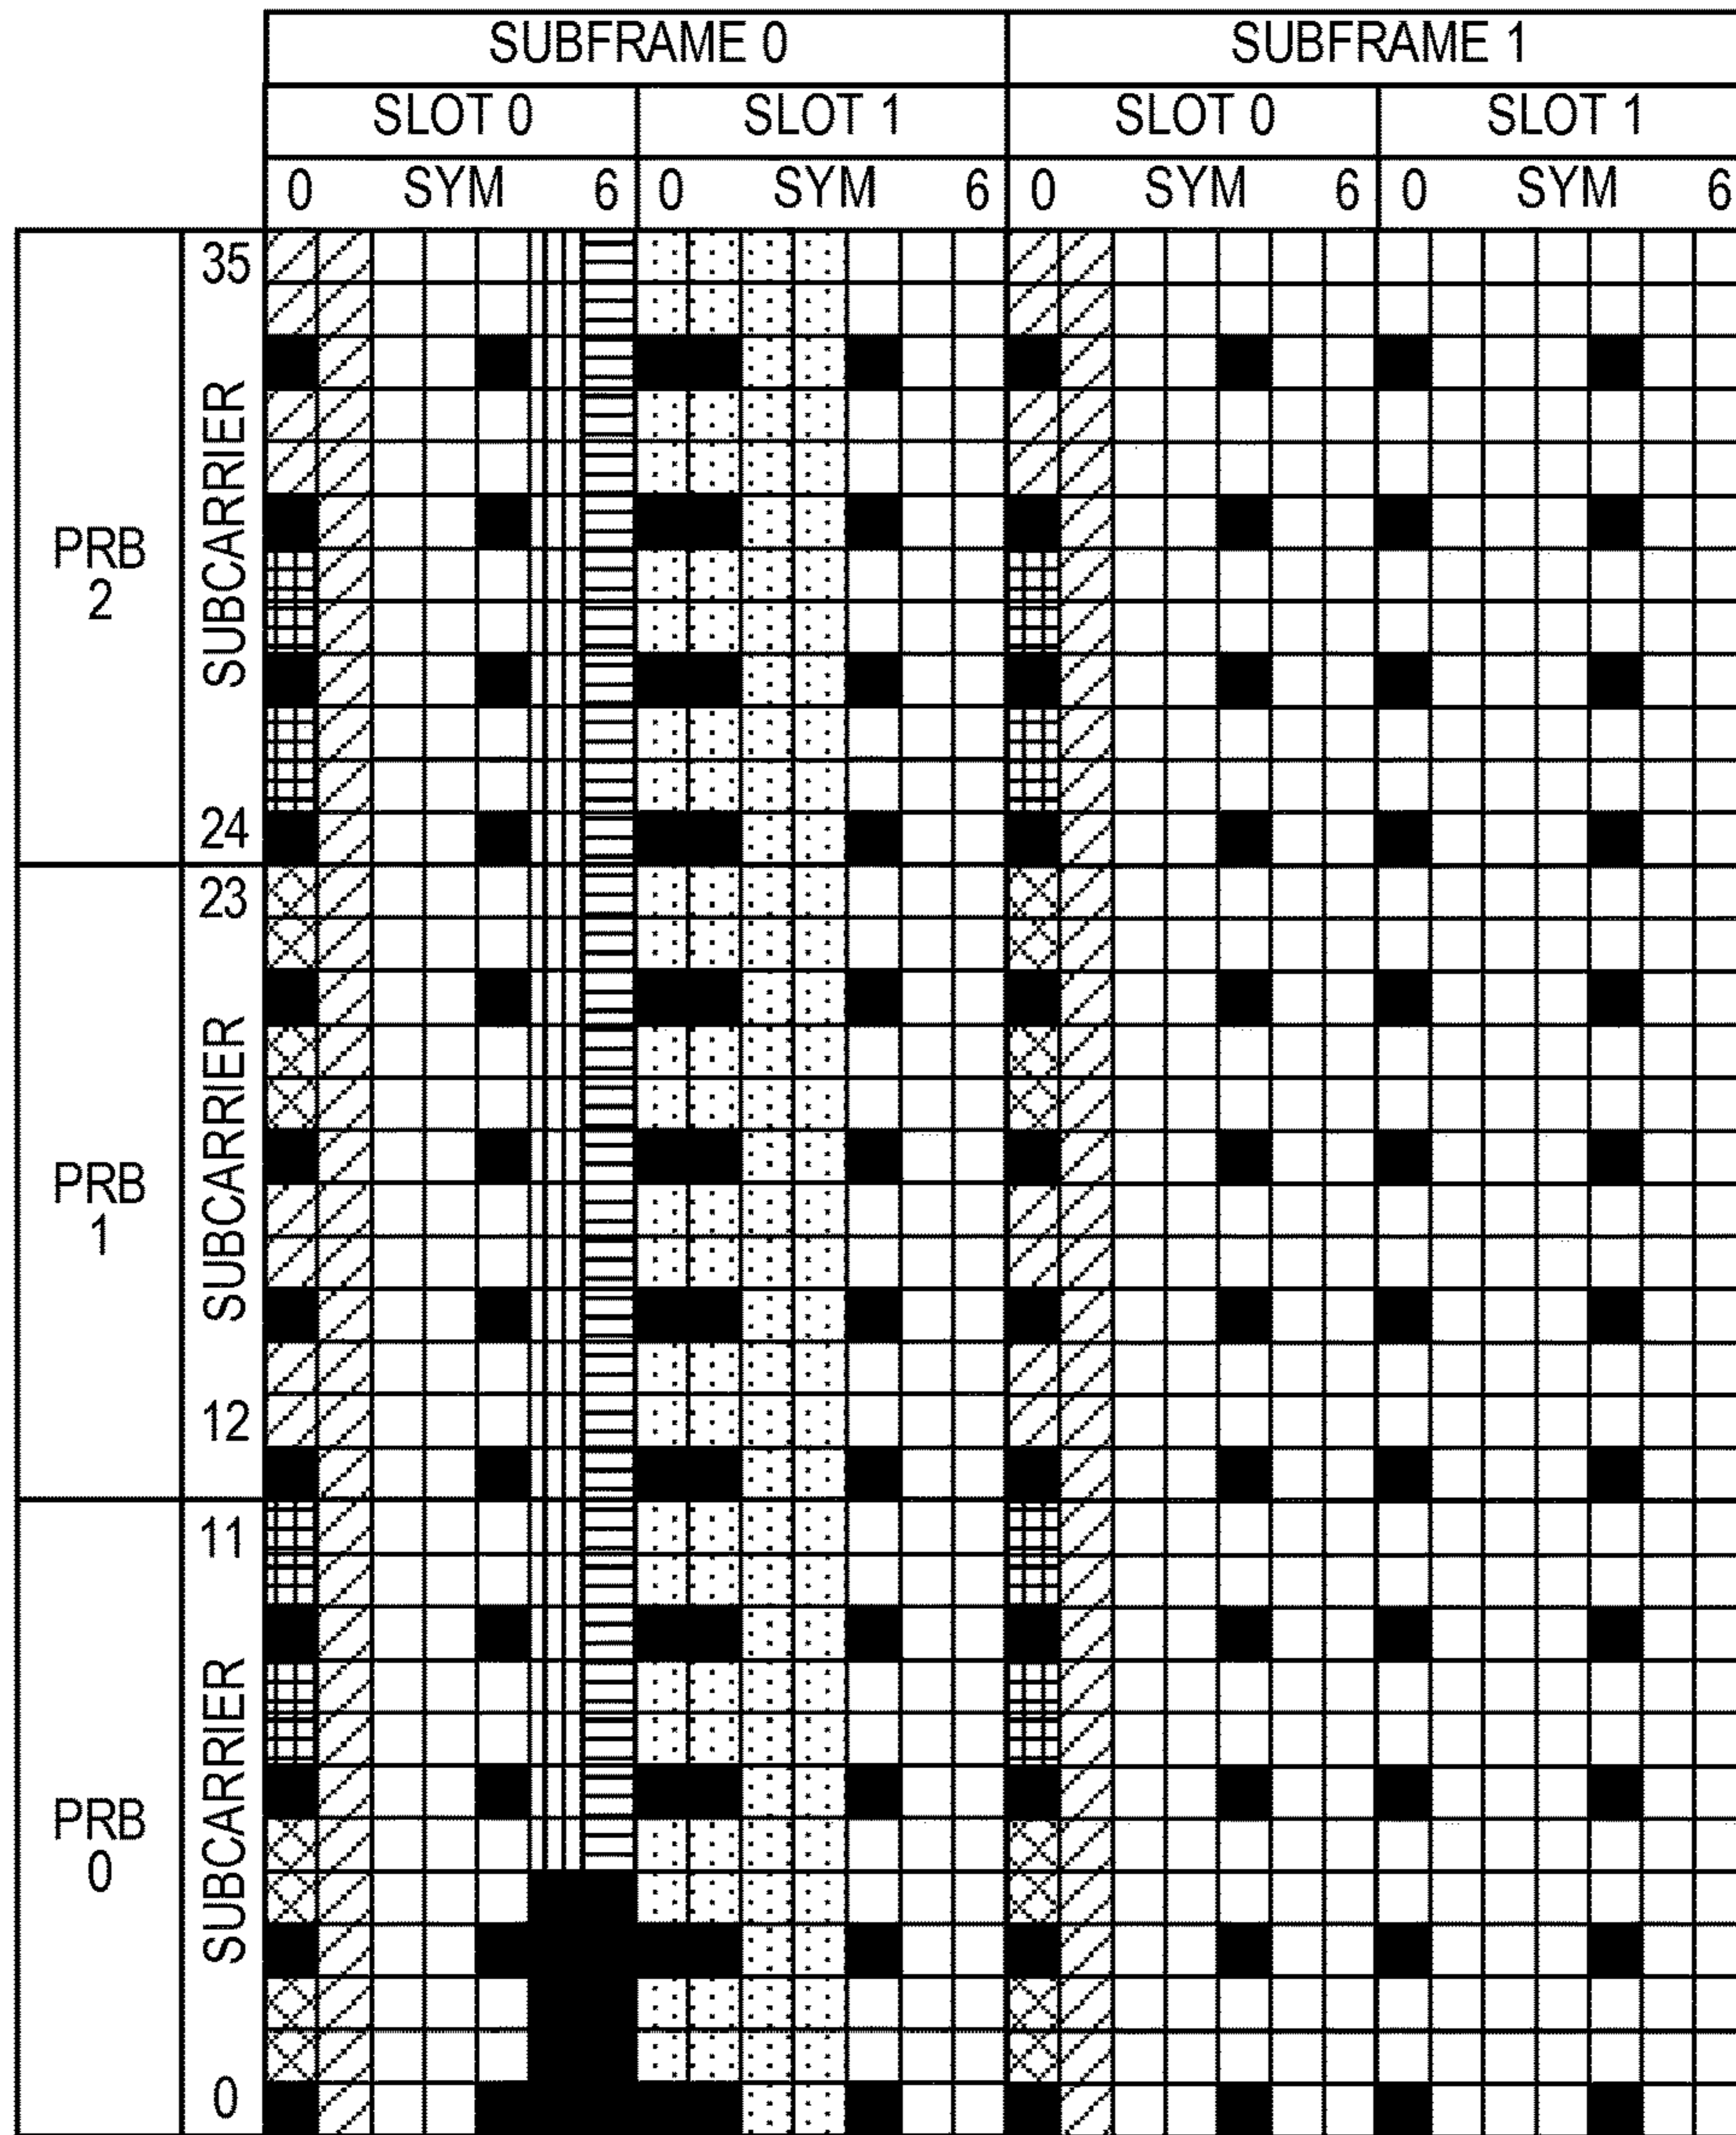 SUBFRAME 0 SUBFRAME 1
SLOT 0 SLOT 1 SLOT 0 SLOT 1
0 SYM 6 0 SYM 6 0 SYM 6 0 SYM 6
PRB 2
SUBCARRIER
35
24
PRB 1
SUBCARRIER
23
12
PRB 0
SUBCARRIER
11
0